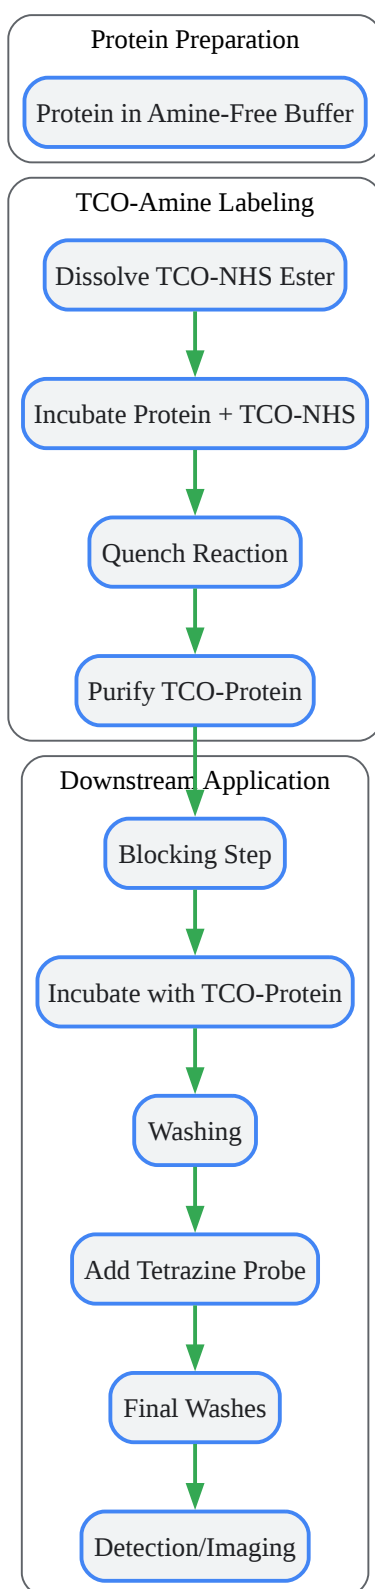 Protein Preparation
Protein in Amine-Free Buffer
TCO-Amine Labeling
Dissolve TCO-NHS Ester
Incubate Protein + TCO-NHS
Quench Reaction
Purify TCO-Protein
Downstream Application
Blocking Step
Incubate with TCO-Protein
Washing
Add Tetrazine Probe
Final Washes
Detection/Imaging